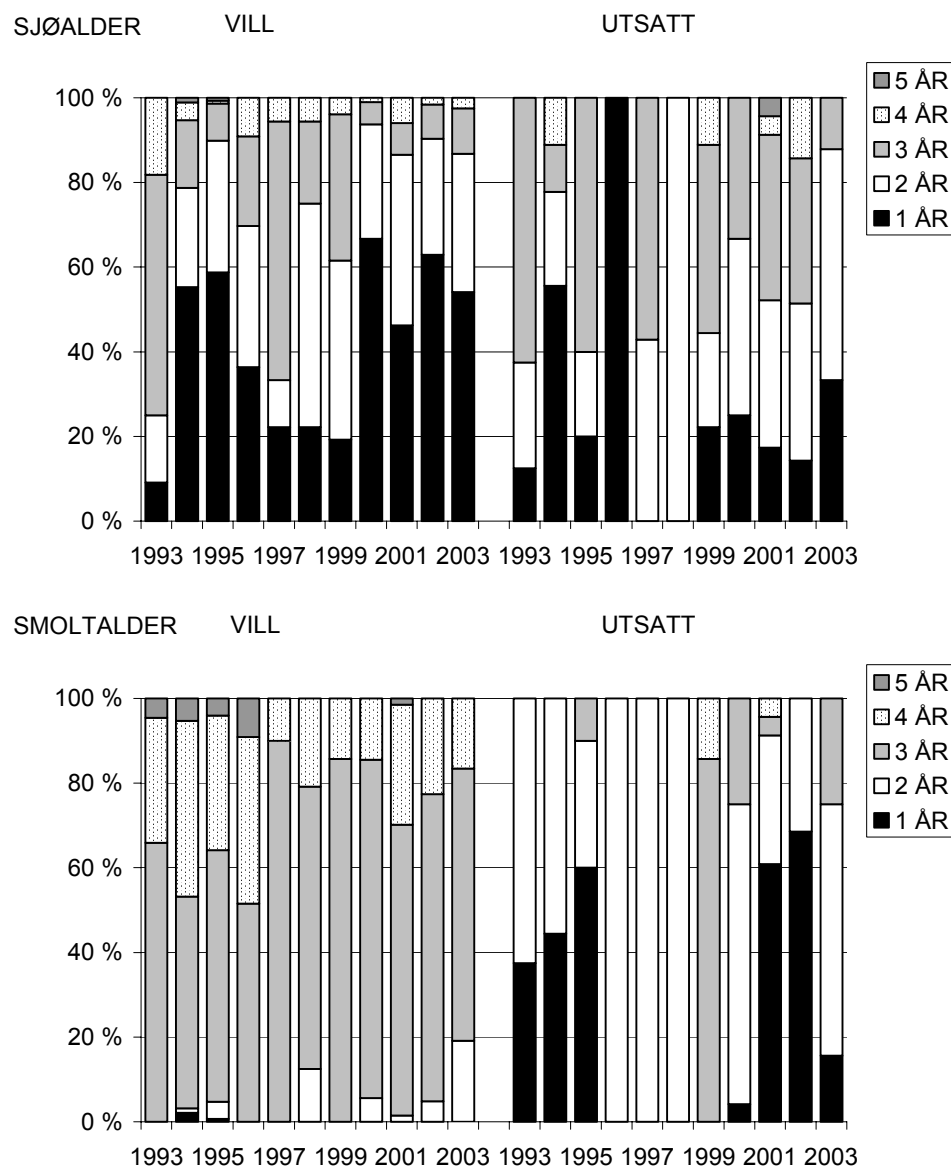 SJØALDER VILL UTSATT
100 %
80 %
60 %
40 %
20 %
0 %
1993 1995 1997 1999 2001 2003 1993 1995 1997 1999 2001 2003
5 ÅR
4 ÅR
3 ÅR
2 ÅR
1 ÅR
SMOLTALDER VILL UTSATT
100 %
80 %
60 %
40 %
20 %
0 %
1993 1995 1997 1999 2001 2003 1993 1995 1997 1999 2001 2003
5 ÅR
4 ÅR
3 ÅR
2 ÅR
1 ÅR